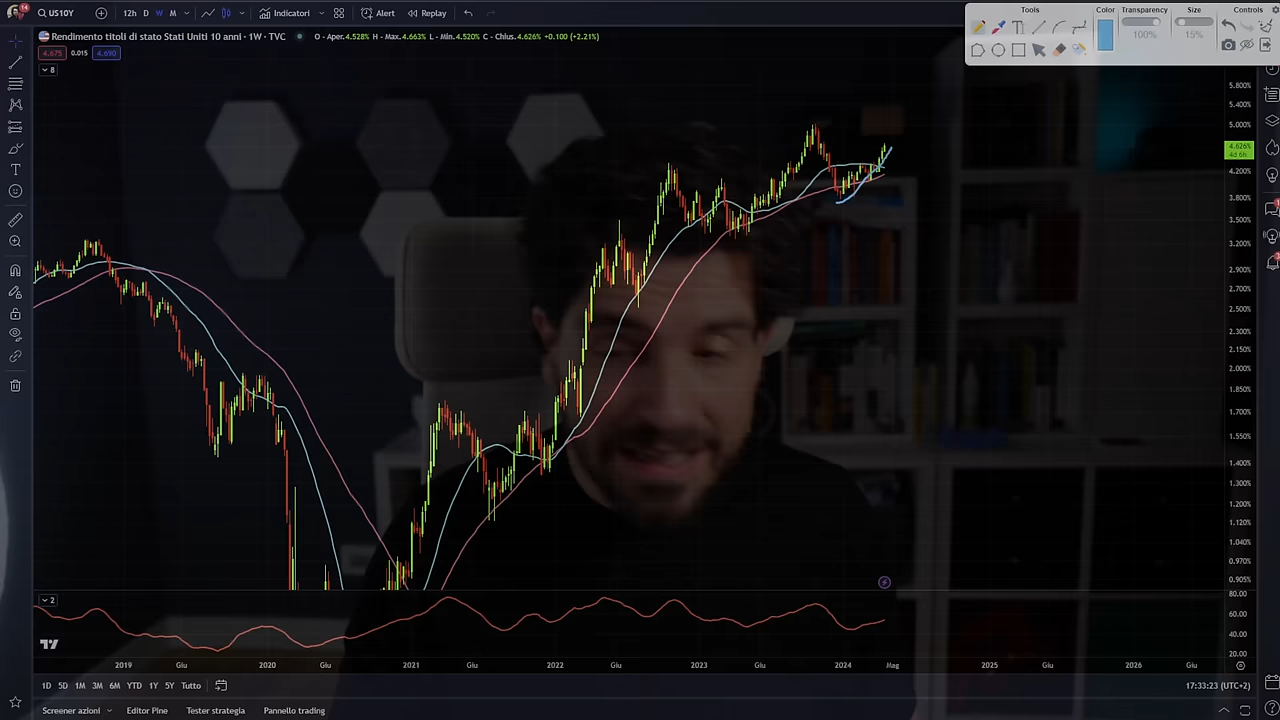 14
US10Y
12h D W M
Indicatori
Alert
Replay
Tools
Color
Transparency
Size
Controls
100%
15%
Rendimento titoli di stato Stati Uniti 10 anni · 1W · TVC
O - Aper.4.528% H - Max.4.663% L - Min.4.520% C - Chius.4.626% +0.100 (+2.21%)
4.675 0.015 4.690
8
5.800%
5.400%
5.000%
4.626%
4d 6h
4.200%
3.800%
3.500%
3.200%
2.900%
2.700%
2.500%
2.300%
2.150%
2.000%
1.850%
1.700%
1.550%
1.400%
1.300%
1.200%
1.120%
1.040%
0.970%
0.905%
2
80.00
60.00
40.00
20.00
2019 Giu 2020 Giu 2021 Giu 2022 Giu 2023 Giu 2024 Mag 2025 Giu 2026 Giu
1D 5D 1M 3M 6M YTD 1Y 5Y Tutto
17:33:23 (UTC+2)
Screener azioni
Editor Pine
Tester strategia
Pannello trading